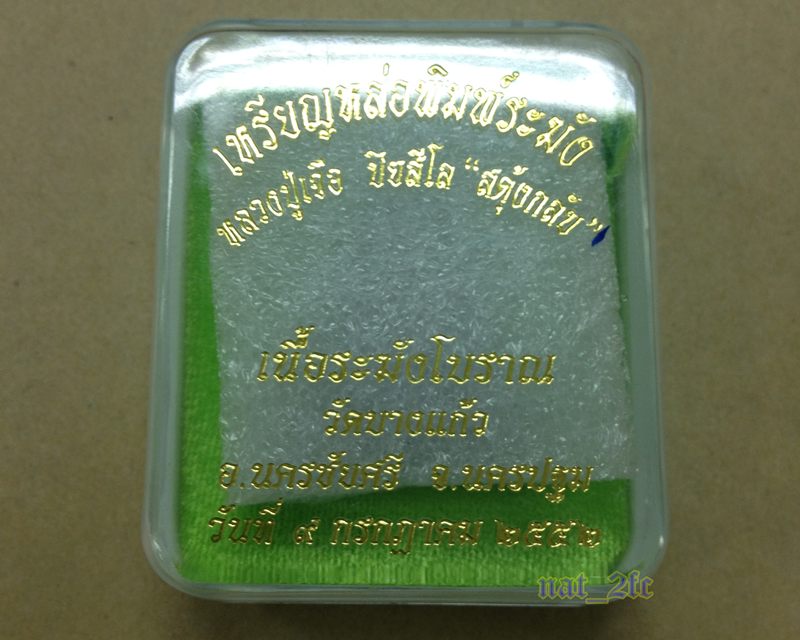 เหรียญหล่อพิมพ์ระฆัง
หลวงปู่เจือ ปิยสีโล "สดุ้งกลับ"
เนื้อระฆังโบราณ
วัดบางแก้ว
อ.นครชัยศรี จ.นครปฐม
วันที่ ๙ กรกฎาคม ๒๕๕๒
nat_2fc